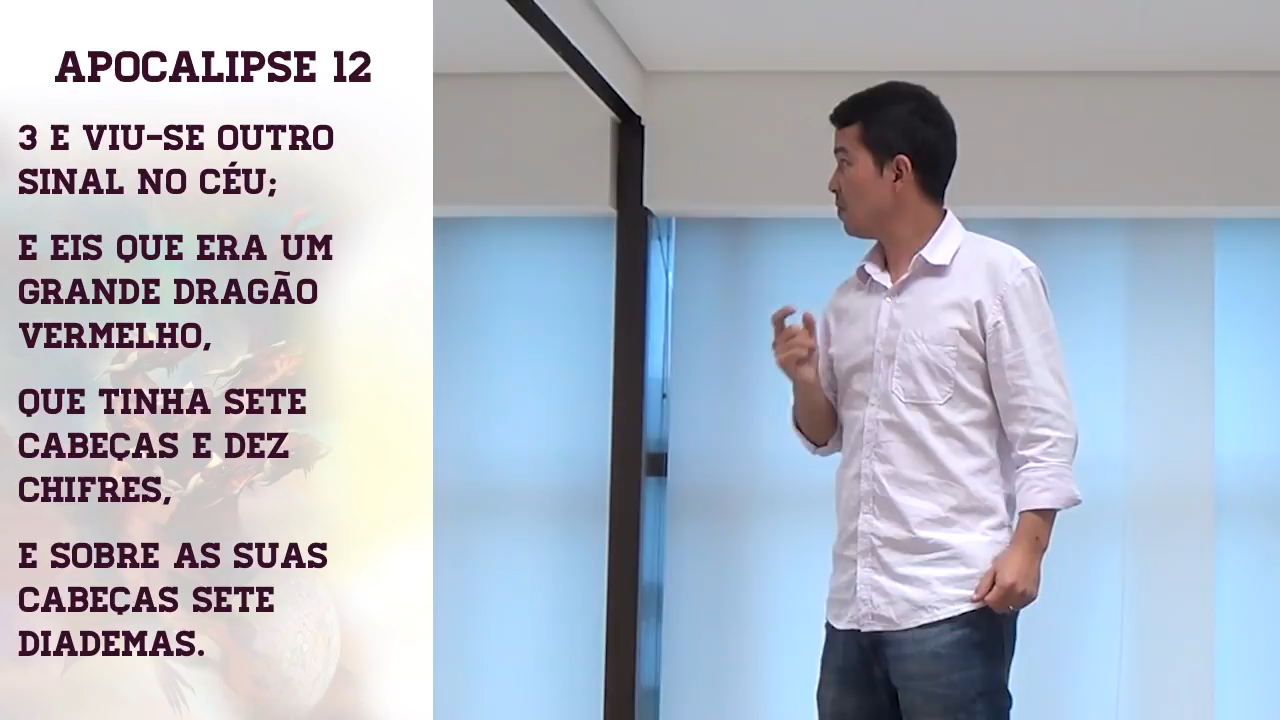 APOCALIPSE 12
3 E VIU-SE OUTRO
SINAL NO CÉU;
E EIS QUE ERA UM
GRANDE DRAGÃO
VERMELHO,
QUE TINHA SETE
CABEÇAS E DEZ
CHIFRES,
E SOBRE AS SUAS
CABEÇAS SETE
DIADEMAS.